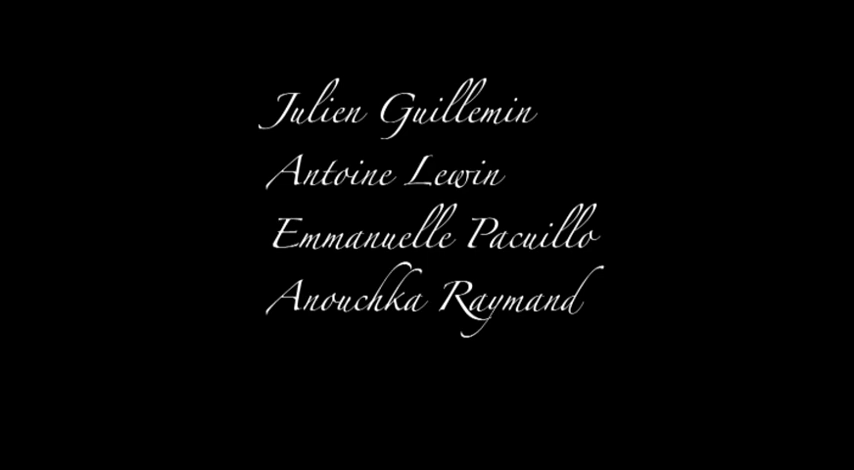 Julien Guillemin
Antoine Lewin
Emmanuelle Pacuillo
Anouchka Raymand